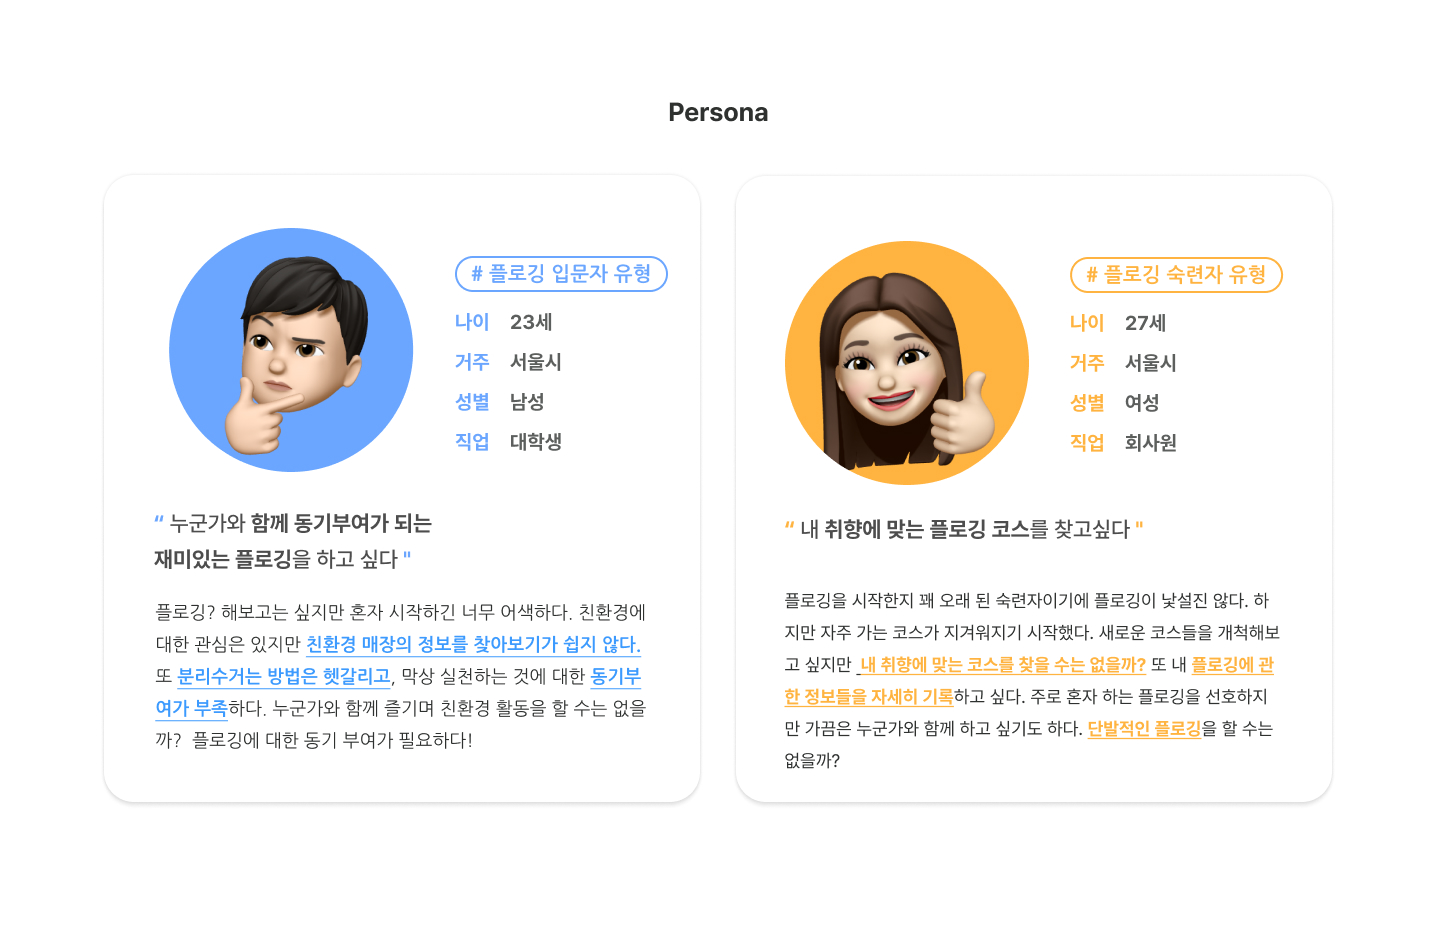 Persona
# 플로깅 입문자 유형
나이 23세
거주 서울시
성별 남성
직업 대학생
“ 누군가와 함께 동기부여가 되는
재미있는 플로깅을 하고 싶다 "
플로깅? 해보고는 싶지만 혼자 시작하긴 너무 어색하다. 친환경에
대한 관심은 있지만 친환경 매장의 정보를 찾아보기가 쉽지 않다.
또 분리수거는 방법은 헷갈리고, 막상 실천하는 것에 대한 동기부
여가 부족하다. 누군가와 함께 즐기며 친환경 활동을 할 수는 없을
까? 플로깅에 대한 동기 부여가 필요하다!
# 플로깅 숙련자 유형
나이 27세
거주 서울시
성별 여성
직업 회사원
“ 내 취향에 맞는 플로깅 코스를 찾고싶다 "
플로깅을 시작한지 꽤 오래 된 숙련자이기에 플로깅이 낯설진 않다. 하
지만 자주 가는 코스가 지겨워지기 시작했다. 새로운 코스들을 개척해보
고 싶지만 내 취향에 맞는 코스를 찾을 수는 없을까? 또 내 플로깅에 관
한 정보들을 자세히 기록하고 싶다. 주로 혼자 하는 플로깅을 선호하지
만 가끔은 누군가와 함께 하고 싶기도 하다. 단발적인 플로깅을 할 수는
없을까?